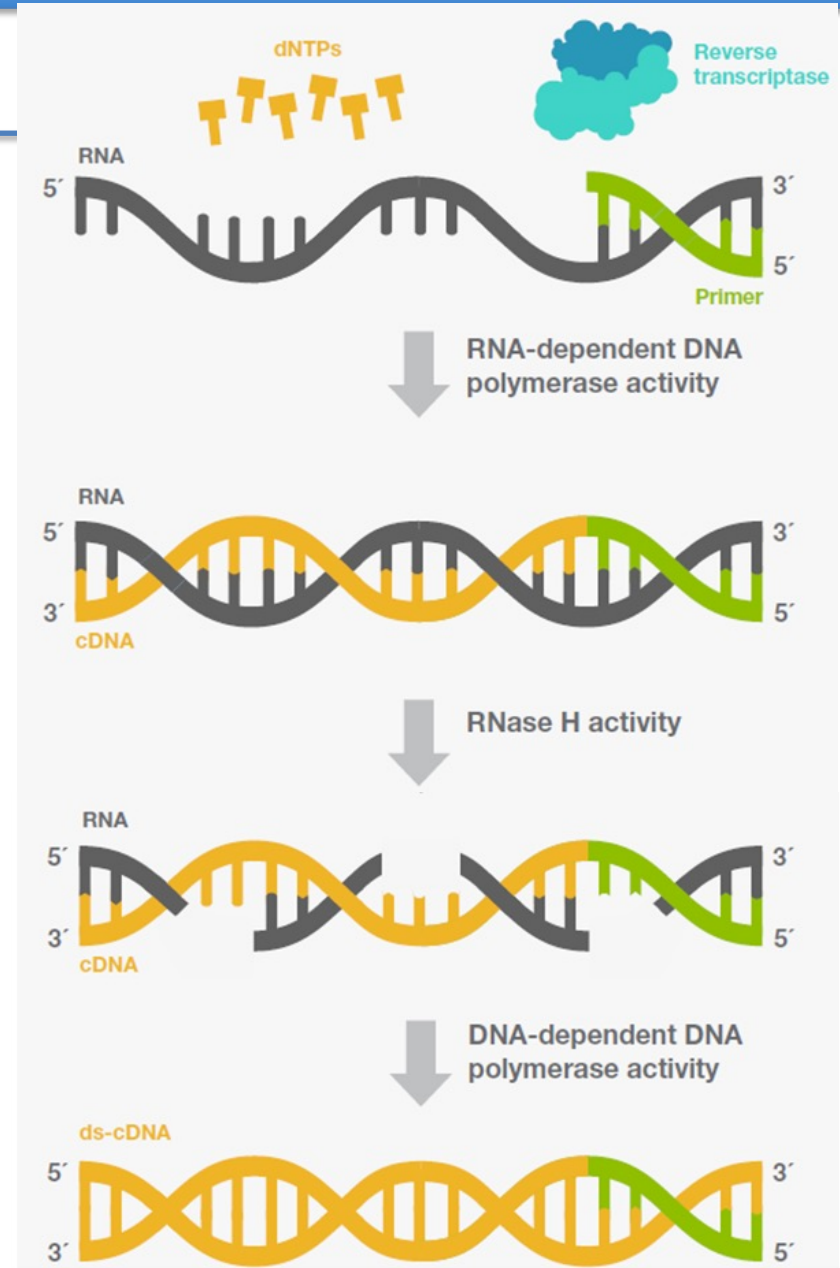 dNTPs
Reverse
transcriptase
RNA
5´
3´
5´
Primer
RNA-dependent DNA
polymerase activity
RNA
5´
3´
3´
5´
cDNA
RNase H activity
RNA
5´
3´
3´
5´
cDNA
DNA-dependent DNA
polymerase activity
ds-cDNA
5´
3´
3´
5´